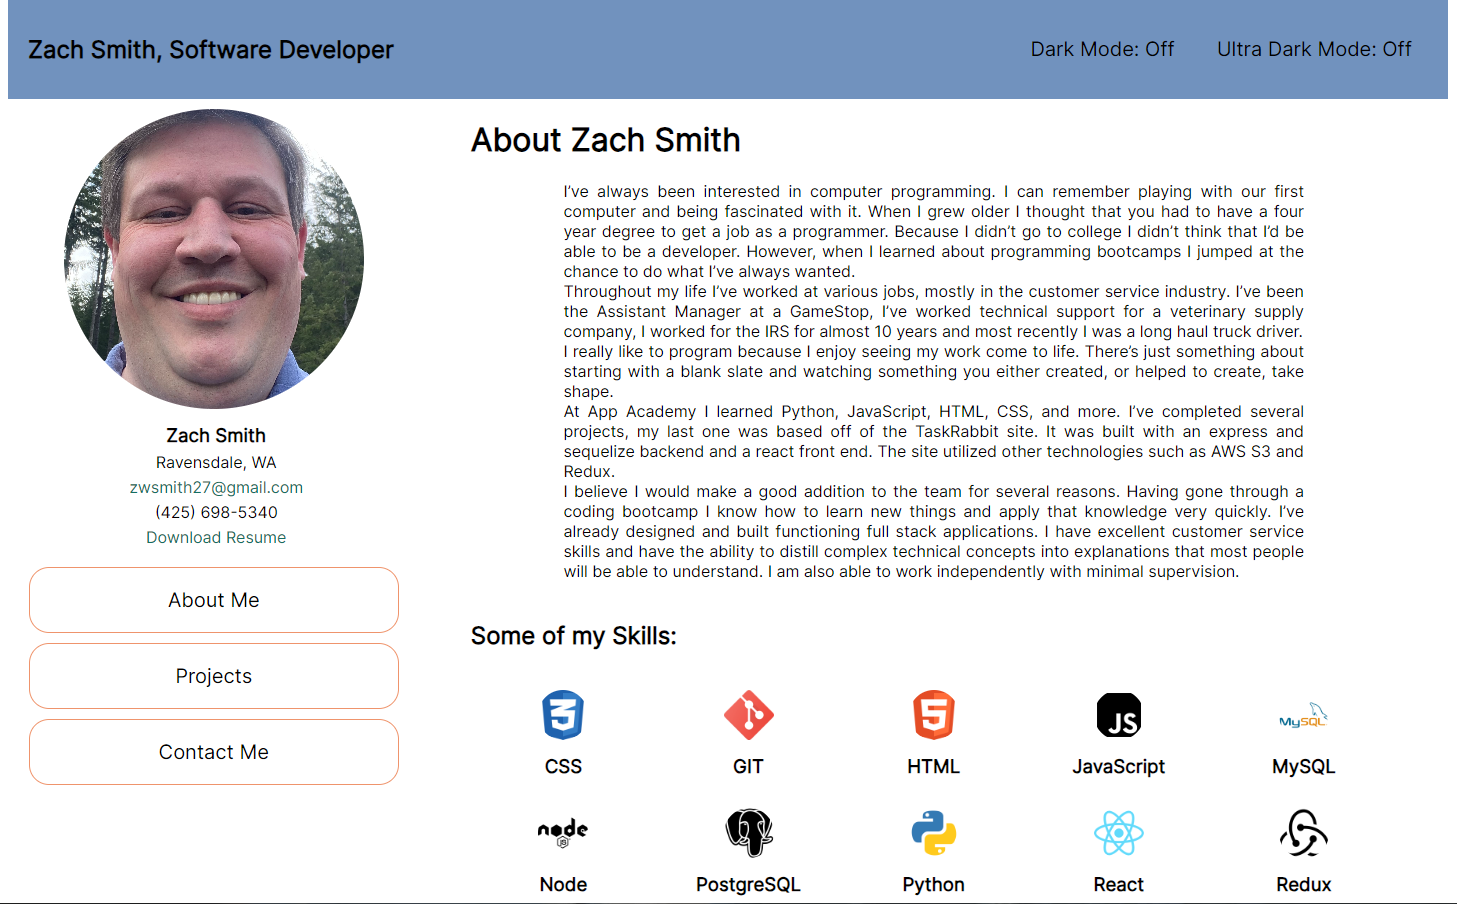 Zach Smith, Software Developer
Dark Mode: Off
Ultra Dark Mode: Off
Zach Smith
Ravensdale, WA
zwsmith27@gmail.com
(425) 698-5340
Download Resume
About Me
Projects
Contact Me
About Zach Smith
I’ve always been interested in computer programming. I can remember playing with our first
computer and being fascinated with it. When I grew older I thought that you had to have a four
year degree to get a job as a programmer. Because I didn’t go to college I didn’t think that I’d be
able to be a developer. However, when I learned about programming bootcamps I jumped at the
chance to do what I’ve always wanted.
Throughout my life I’ve worked at various jobs, mostly in the customer service industry. I’ve been
the Assistant Manager at a GameStop, I’ve worked technical support for a veterinary supply
company, I worked for the IRS for almost 10 years and most recently I was a long haul truck driver.
I really like to program because I enjoy seeing my work come to life. There’s just something about
starting with a blank slate and watching something you either created, or helped to create, take
shape.
At App Academy I learned Python, JavaScript, HTML, CSS, and more. I’ve completed several
projects, my last one was based off of the TaskRabbit site. It was built with an express and
sequelize backend and a react front end. The site utilized other technologies such as AWS S3 and
Redux.
I believe I would make a good addition to the team for several reasons. Having gone through a
coding bootcamp I know how to learn new things and apply that knowledge very quickly. I’ve
already designed and built functioning full stack applications. I have excellent customer service
skills and have the ability to distill complex technical concepts into explanations that most people
will be able to understand. I am also able to work independently with minimal supervision.
Some of my Skills:
3
5
JS
MySQL
CSS
GIT
HTML
JavaScript
MySQL
node
JS
Node
PostgreSQL
Python
React
Redux